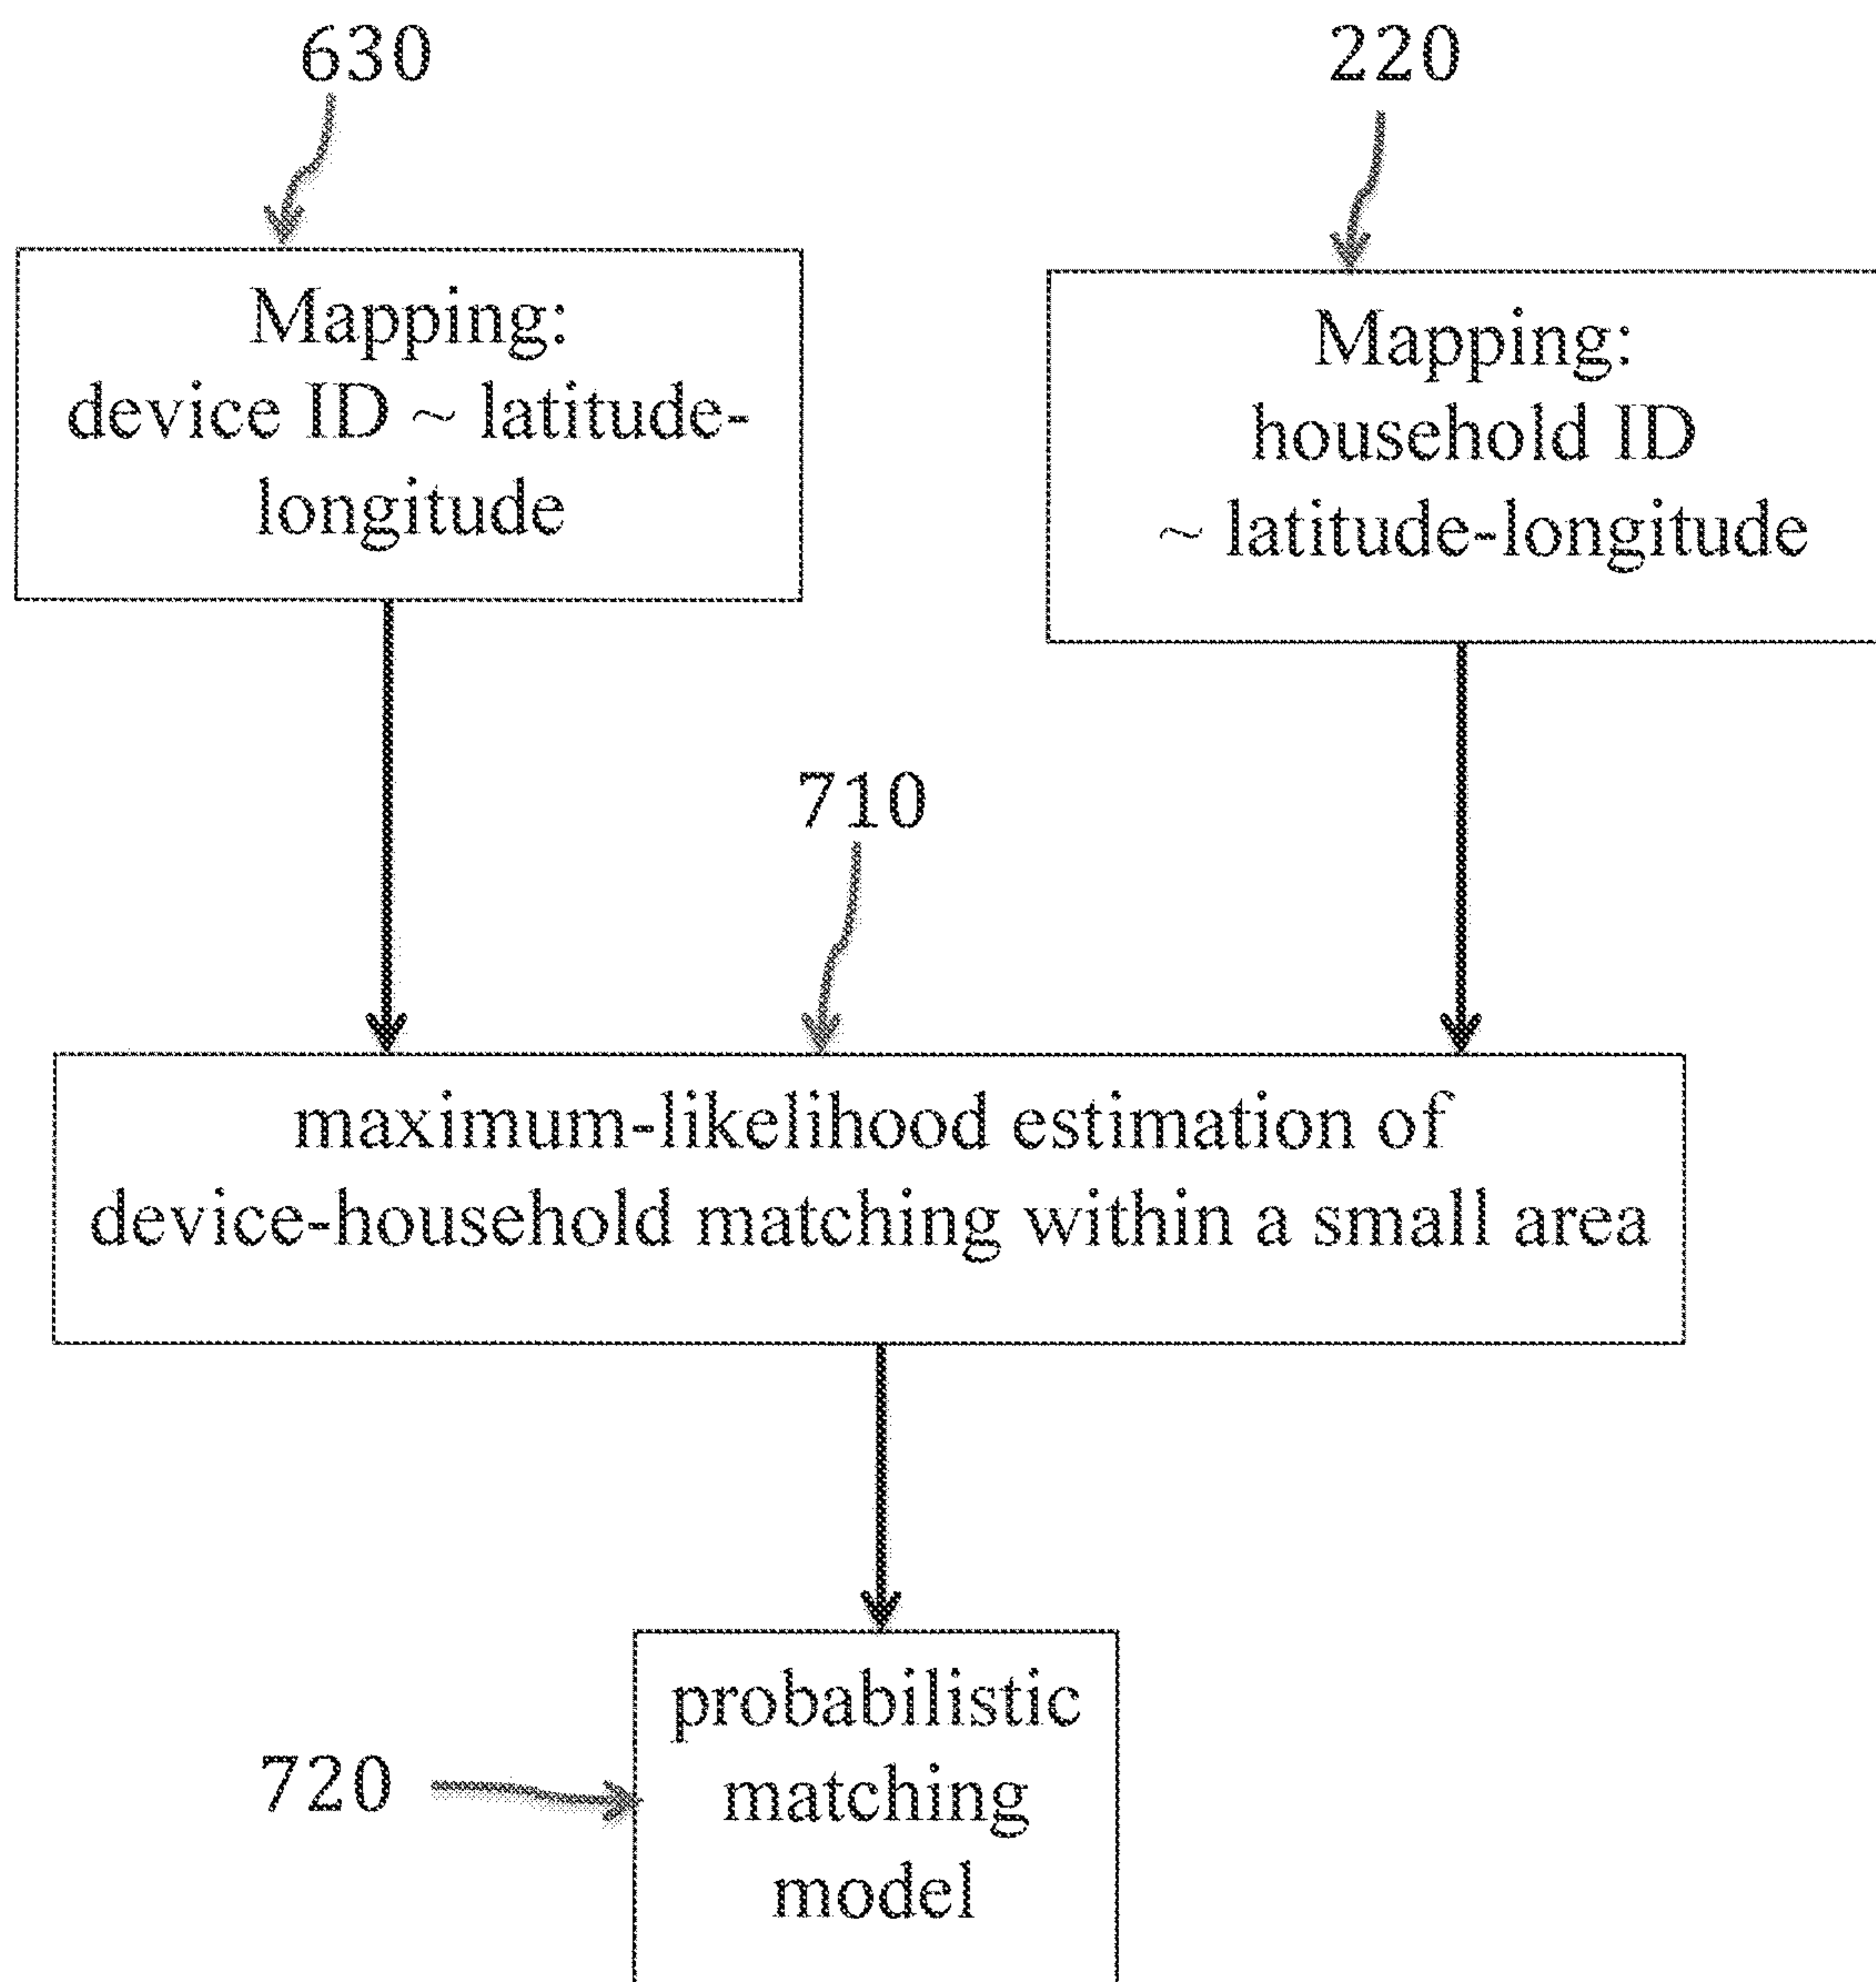 630
220
Mapping:
device ID ~ latitude-
longitude
Mapping:
household ID
~ latitude-longitude
710
maximum-likelihood estimation of
device-household matching within a small area
probabilistic
matching
model
720